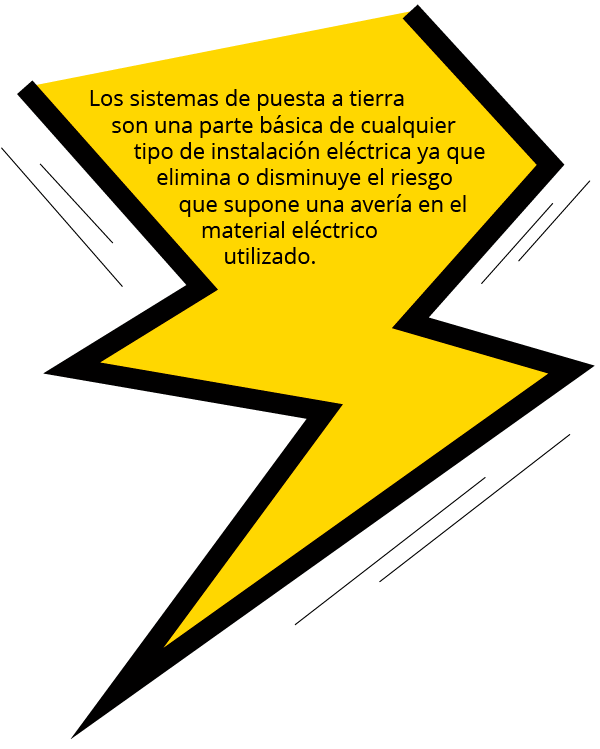 Los sistemas de puesta a tierra
son una parte básica de cualquier
tipo de instalación eléctrica ya que
elimina o disminuye el riesgo
que supone una avería en el
material eléctrico
utilizado.